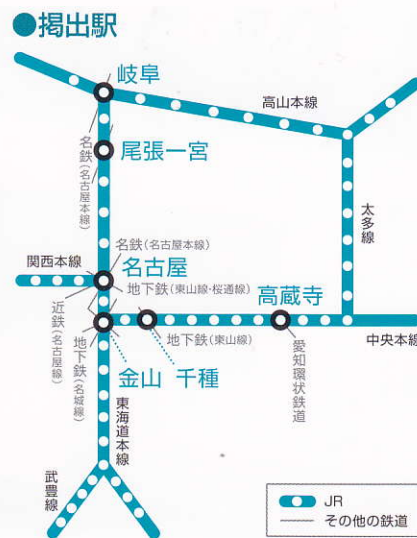 ●掲出駅
岐阜
高山本線
名鉄(名古屋本線)
尾張一宮
太多線
名鉄(名古屋本線)
関西本線
名古屋
地下鉄(東山線・桜通線)
高蔵寺
近鉄(名古屋線)
地下鉄(名城線)
地下鉄(東山線)
中央本線
金山
千種
愛知環状鉄道
東海道本線
武豊線
JR
その他の鉄道